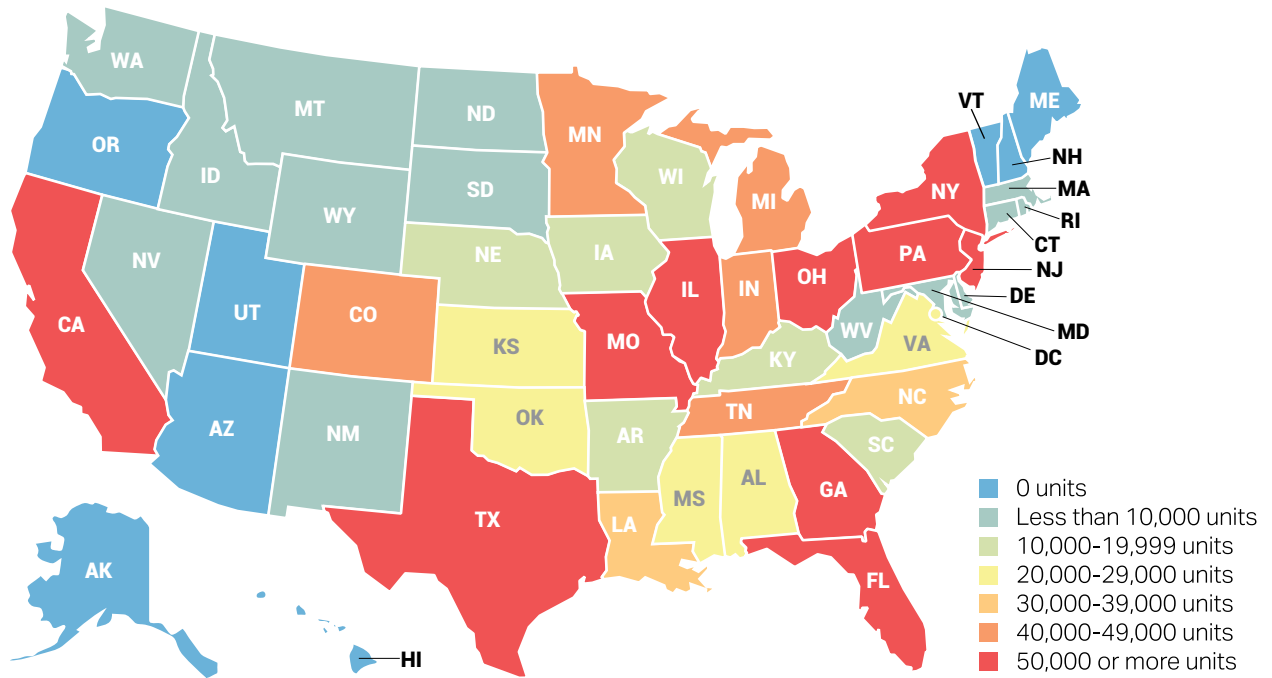 WA
MT
ND
MN
VT
ME
OR
ID
SD
WI
NH
MA
WY
MI
NY
RI
CT
NV
NE
IA
PA
NJ
OH
IL
IN
DE
UT
CO
CA
MO
WV
MD
VA
DC
KS
KY
NC
TN
OK
AZ
NM
AR
SC
AL
MS
GA
TX
LA
AK
FL
HI
0 units
Less than 10,000 units
10,000-19,999 units
20,000-29,000 units
30,000-39,000 units
40,000-49,000 units
50,000 or more units